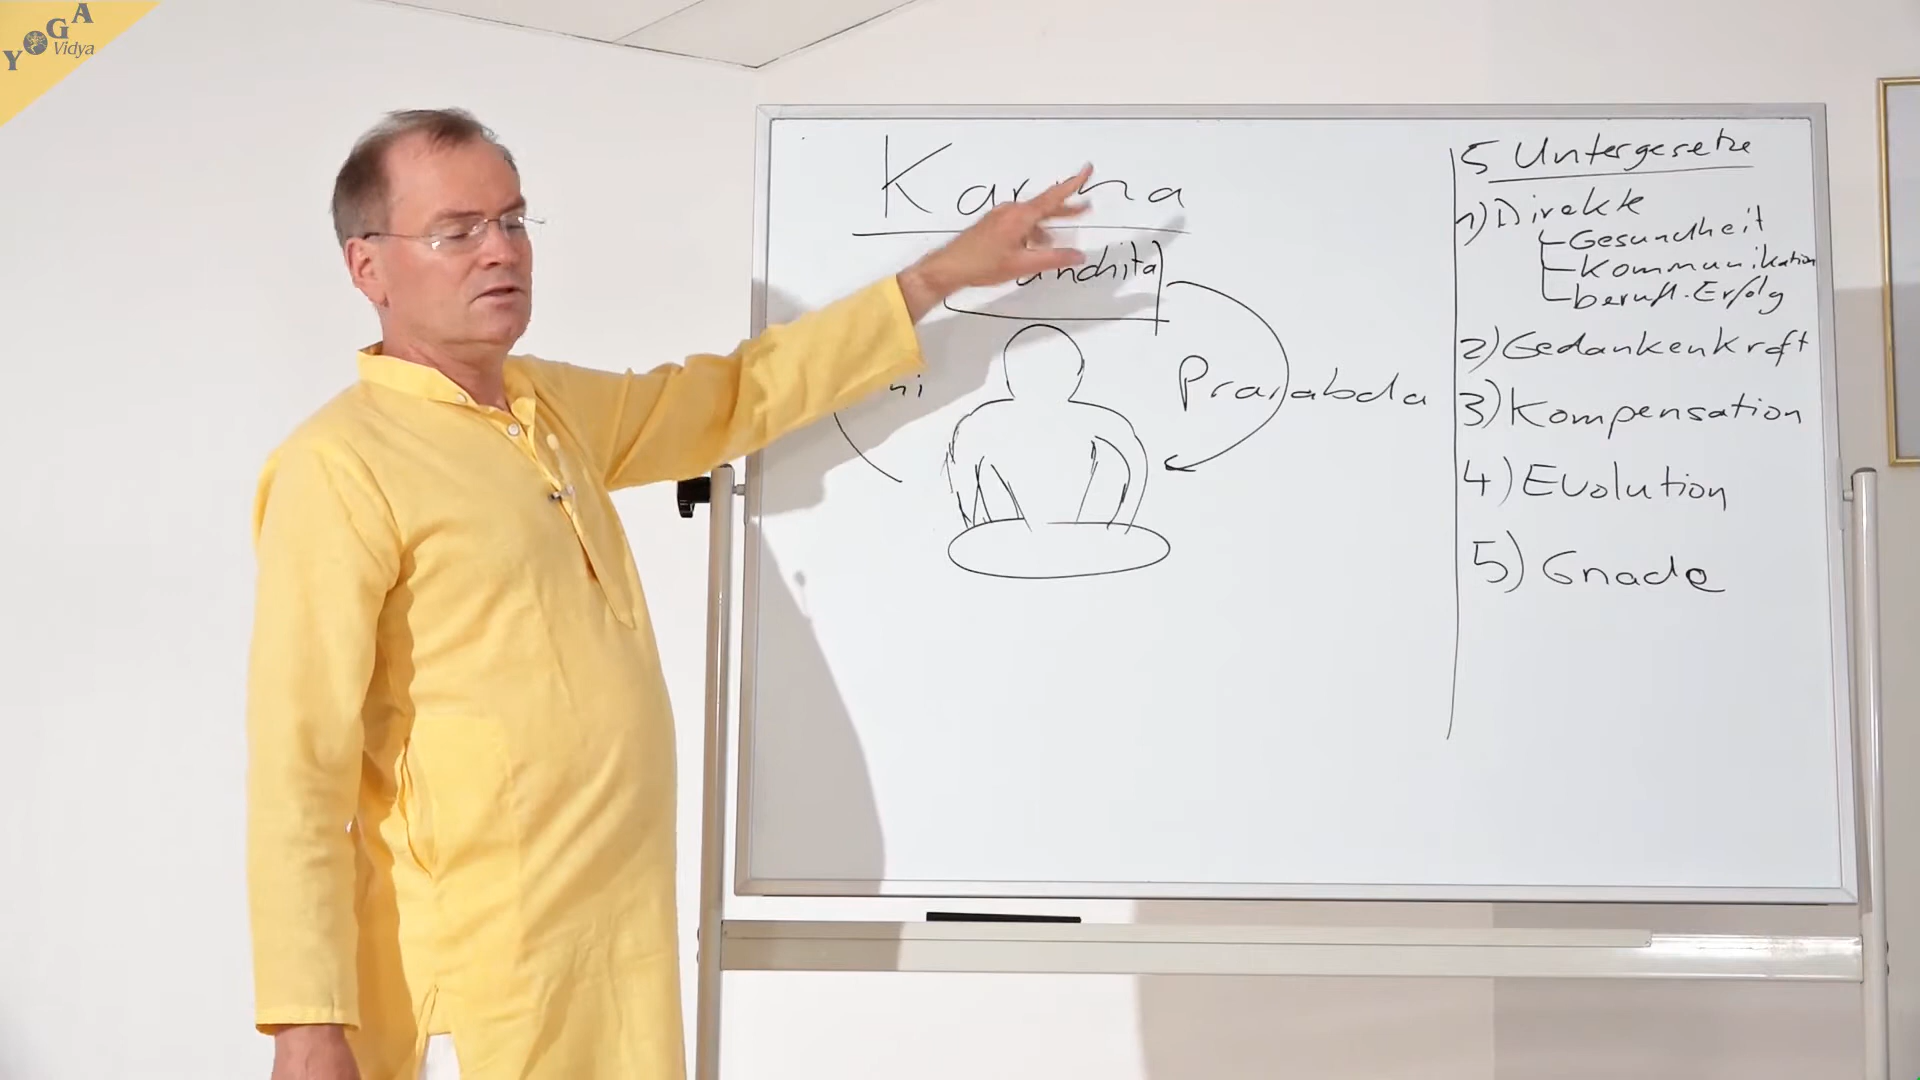 YOGA
Vidya
Karma
Prarabda
5 Untergesetze
1) Direkte
Gesundheit
Kommunikation
berufl. Erfolg
2) Gedankenkraft
3) Kompensation
4) Evolution
5) Gnade